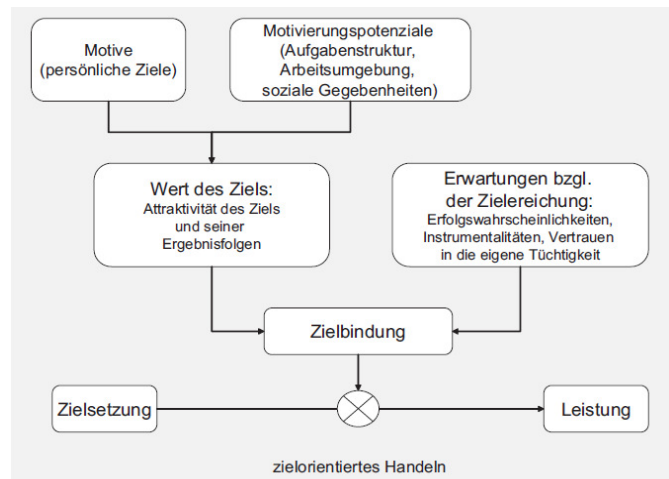 Motive
(persönliche Ziele)
Motivierungspotenziale
(Aufgabenstruktur,
Arbeitsumgebung,
soziale Gegebenheiten)
Wert des Ziels:
Attraktivität des Ziels
und seiner
Ergebnisfolgen
Erwartungen bzgl.
der Zielereichung:
Erfolgswahrscheinlichkeiten,
Instrumentalitäten, Vertrauen
in die eigene Tüchtigkeit
Zielbindung
Zielsetzung
Leistung
zielorientiertes Handeln